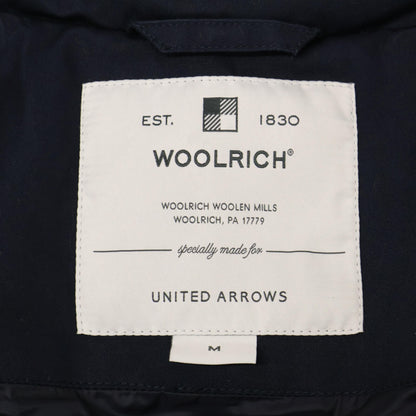 EST. 1830
WOOLRICH®
WOOLRICH WOOLEN MILLS
WOOLRICH, PA 17779
specially made for
UNITED ARROWS
M